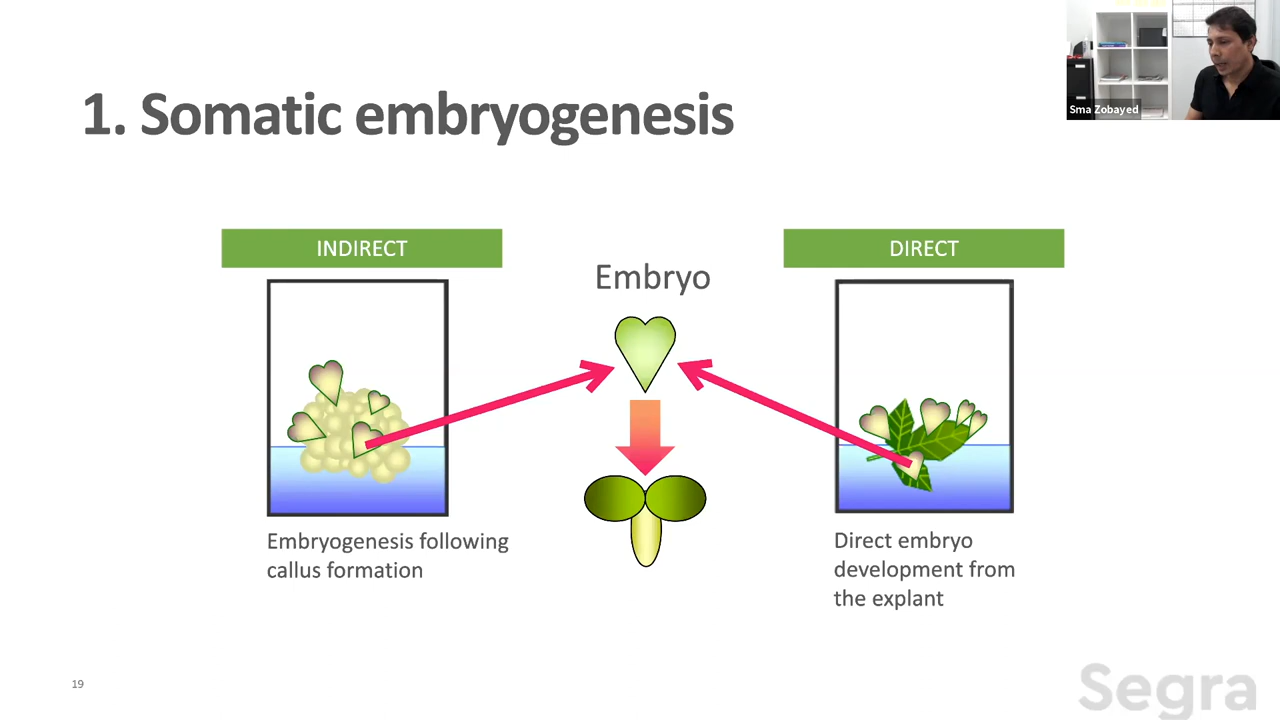 Sma Zobayed
1. Somatic embryogenesis
INDIRECT
DIRECT
Embryo
Embryogenesis following
callus formation
Direct embryo
development from
the explant
19
Segra